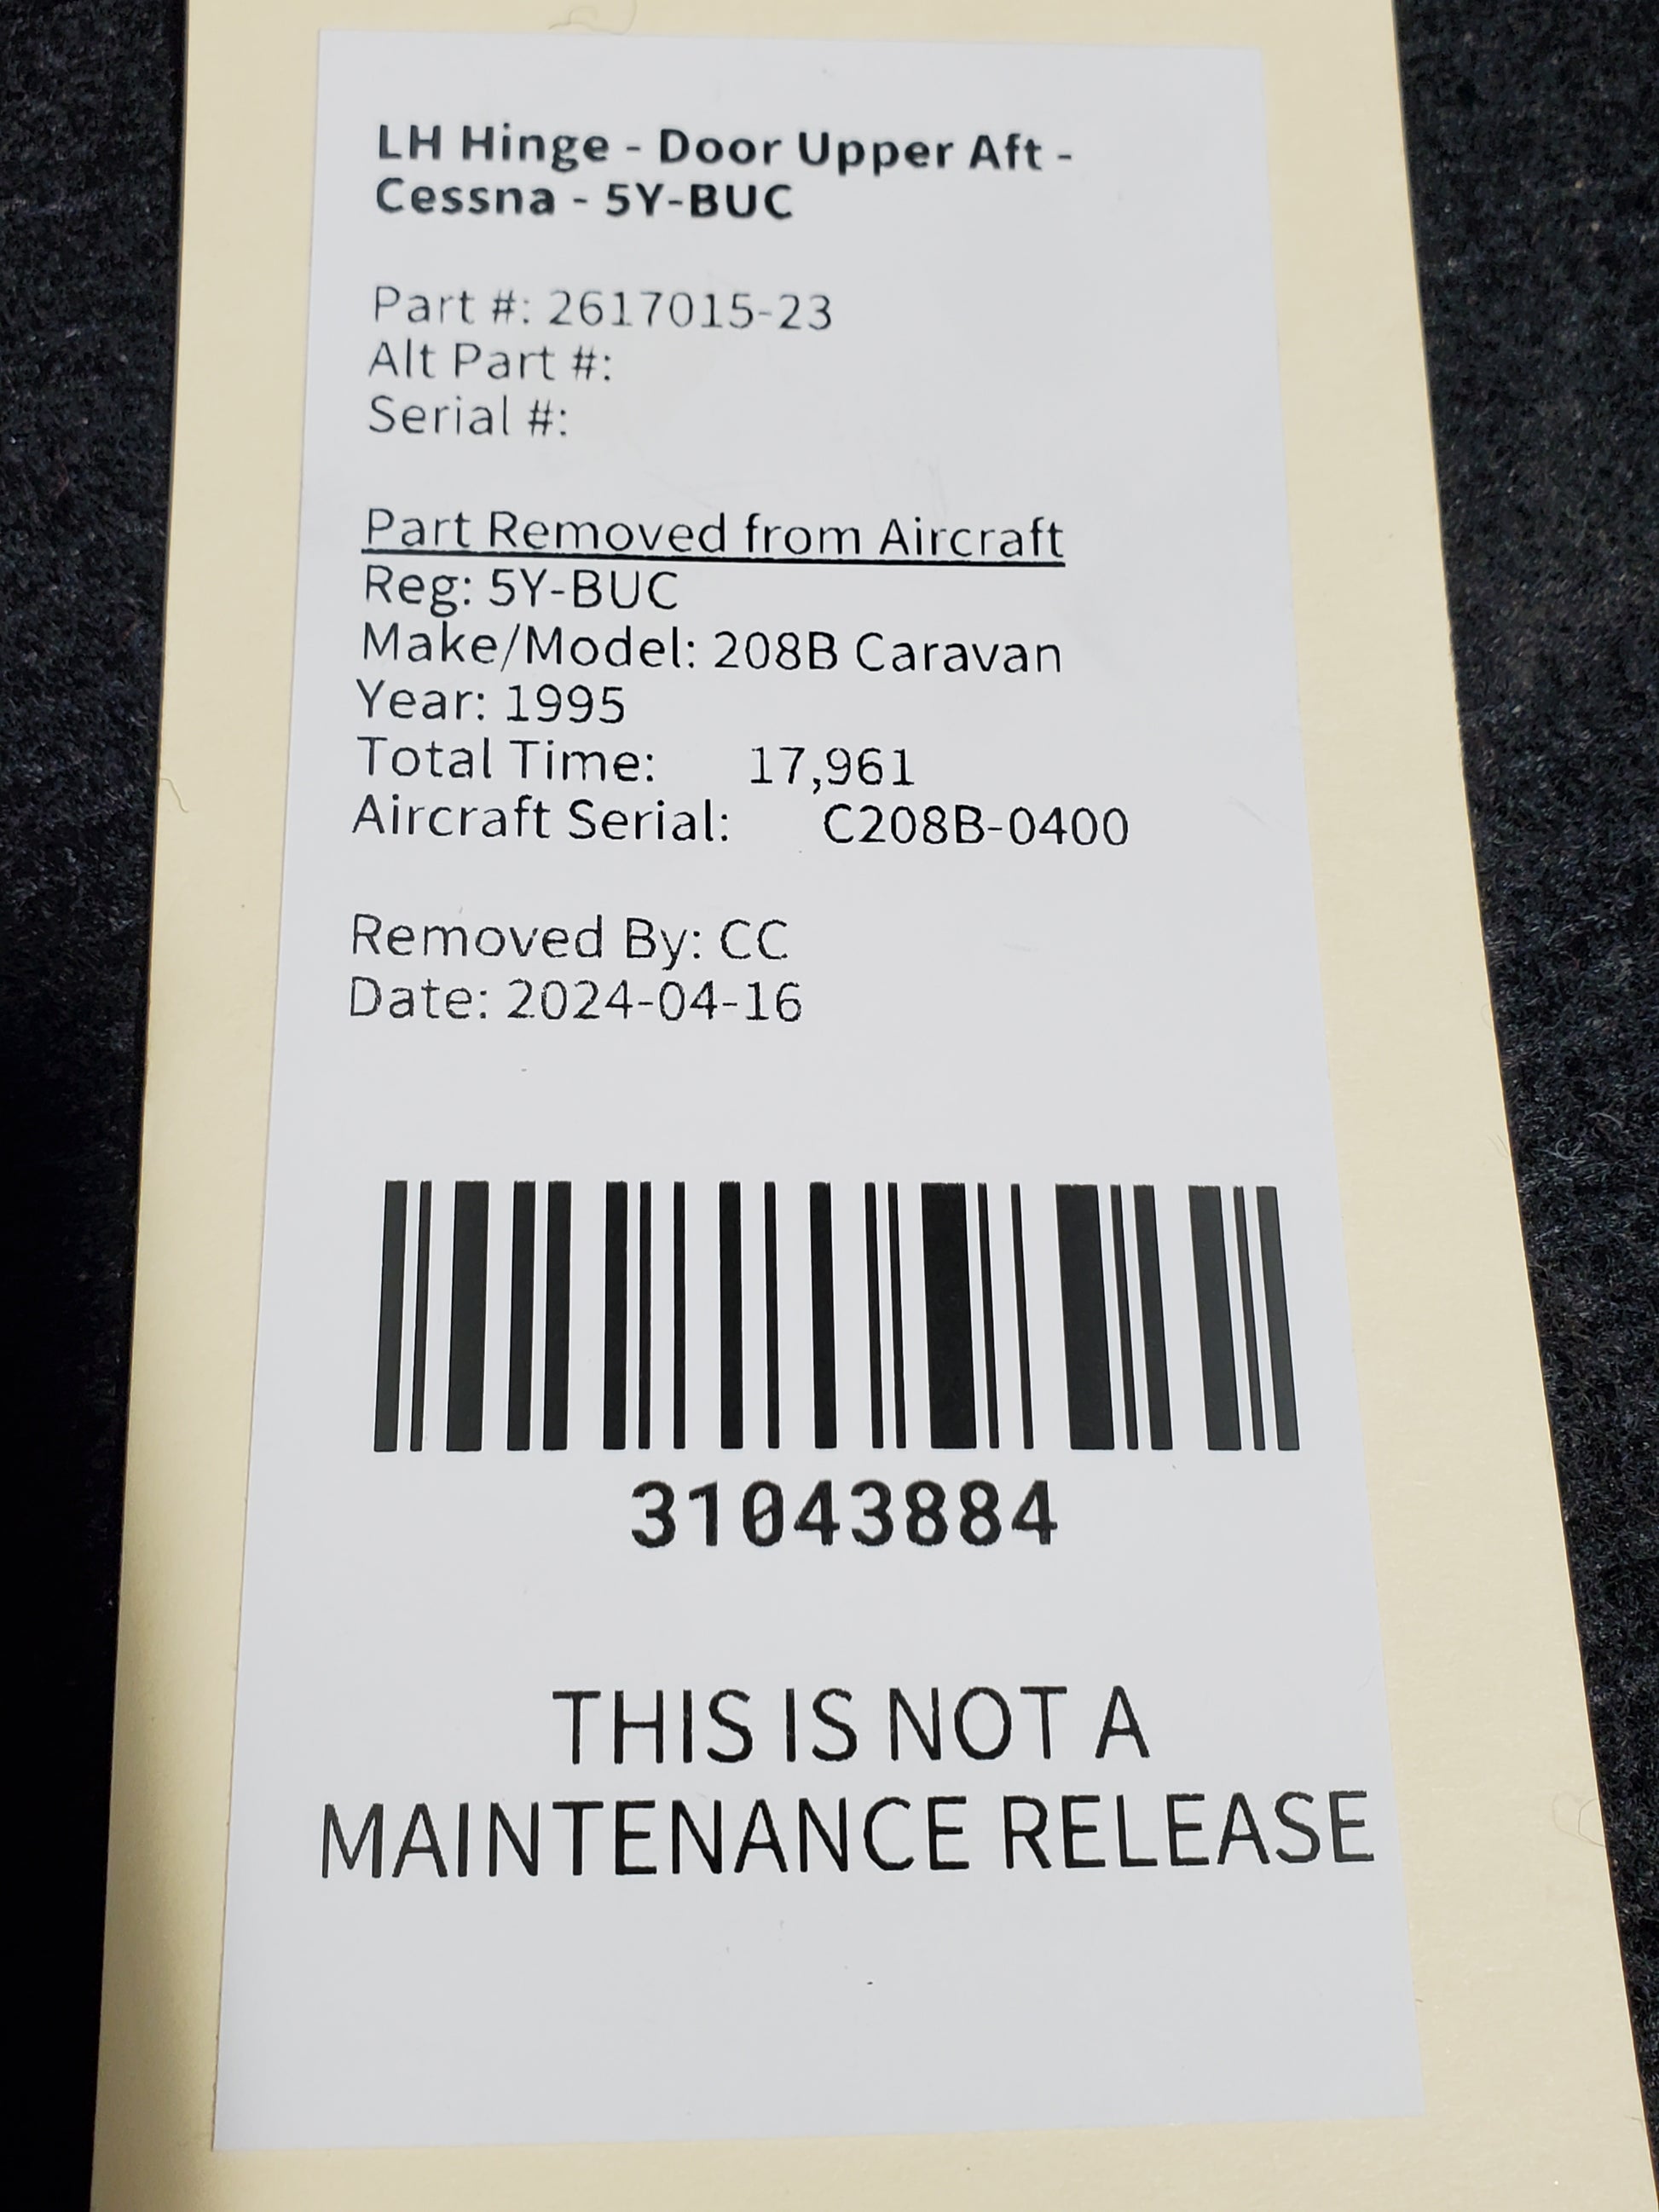 LH Hinge - Door Upper Aft -
Cessna - 5Y-BUC
Part #: 2617015-23
Alt Part #:
Serial #:
Part Removed from Aircraft
Reg: 5Y-BUC
Make/Model: 208B Caravan
Year: 1995
Total Time: 17,961
Aircraft Serial: C208B-0400
Removed By: CC
Date: 2024-04-16
31043884
THIS IS NOT A
MAINTENANCE RELEASE